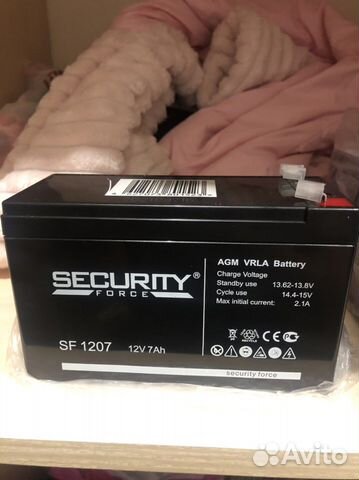 SECURITY®
FORCE
SF 1207 12V 7Ah
AGM VRLA Battery
Charge Voltage
Standby use 13.62-13.8V
Cycle use 14.4-15V
Max initial current: 2.1A
security force
Avito